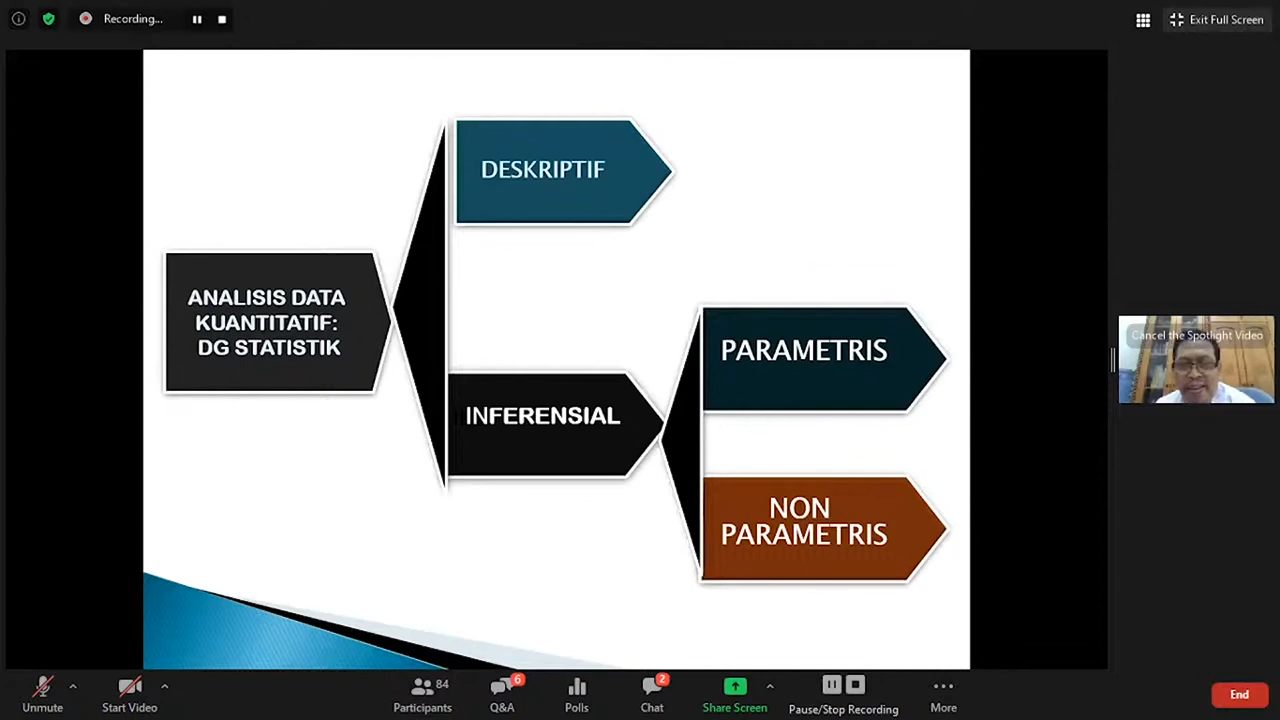 Recording...
Exit Full Screen
DESKRIPTIF
ANALISIS DATA
KUANTITATIF:
DG STATISTIK
PARAMETRIS
INFERENSIAL
NON
PARAMETRIS
Cancel the Spotlight Video
Unmute
Start Video
84
Participants
6
Q&A
Polls
2
Chat
Share Screen
Pause/Stop Recording
More
End